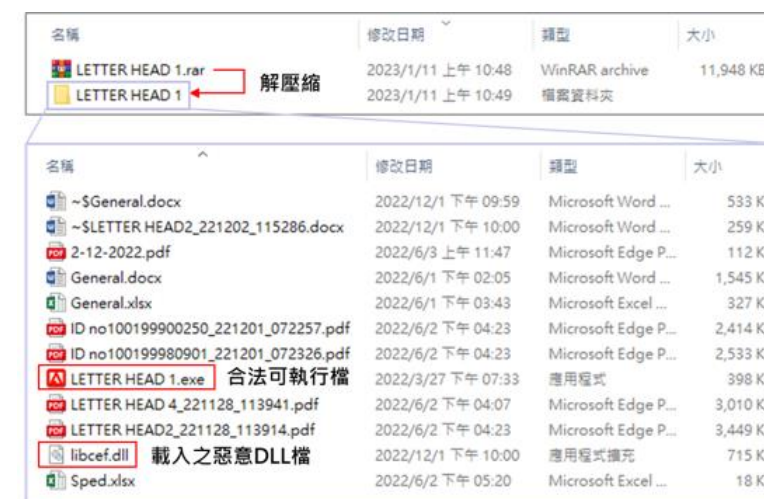 名稱 修改日期 類型 大小
LETTER HEAD 1.rar 2023/1/11 上午 10:48 WinRAR archive 11,948 KB
解壓縮
LETTER HEAD 1 2023/1/11 上午 10:49 檔案資料夾
名稱 修改日期 類型 大小
~$General.docx 2022/12/1 下午 09:59 Microsoft Word ... 533 K
~$LETTER HEAD2_221202_115286.docx 2022/12/1 下午 10:00 Microsoft Word ... 259 K
2-12-2022.pdf 2022/6/3 上午 11:47 Microsoft Edge P... 112 K
General.docx 2022/6/1 下午 02:05 Microsoft Word ... 1,545 K
General.xlsx 2022/6/1 下午 03:43 Microsoft Excel ... 327 K
ID no100199900250_221201_072257.pdf 2022/6/2 下午 04:23 Microsoft Edge P... 2,414 K
ID no100199980901_221201_072326.pdf 2022/6/2 下午 04:23 Microsoft Edge P... 2,533 K
LETTER HEAD 1.exe 合法可執行檔 2022/3/27 下午 07:33 應用程式 398 K
LETTER HEAD 4_221128_113941.pdf 2022/6/2 下午 04:07 Microsoft Edge P... 3,010 K
LETTER HEAD2_221128_113914.pdf 2022/6/2 下午 04:23 Microsoft Edge P... 3,449 K
libcef.dll 載入之惡意DLL檔 2022/12/1 下午 10:00 應用程式擴充 715 K
Sped.xlsx 2022/6/2 下午 05:20 Microsoft Excel ... 18 K